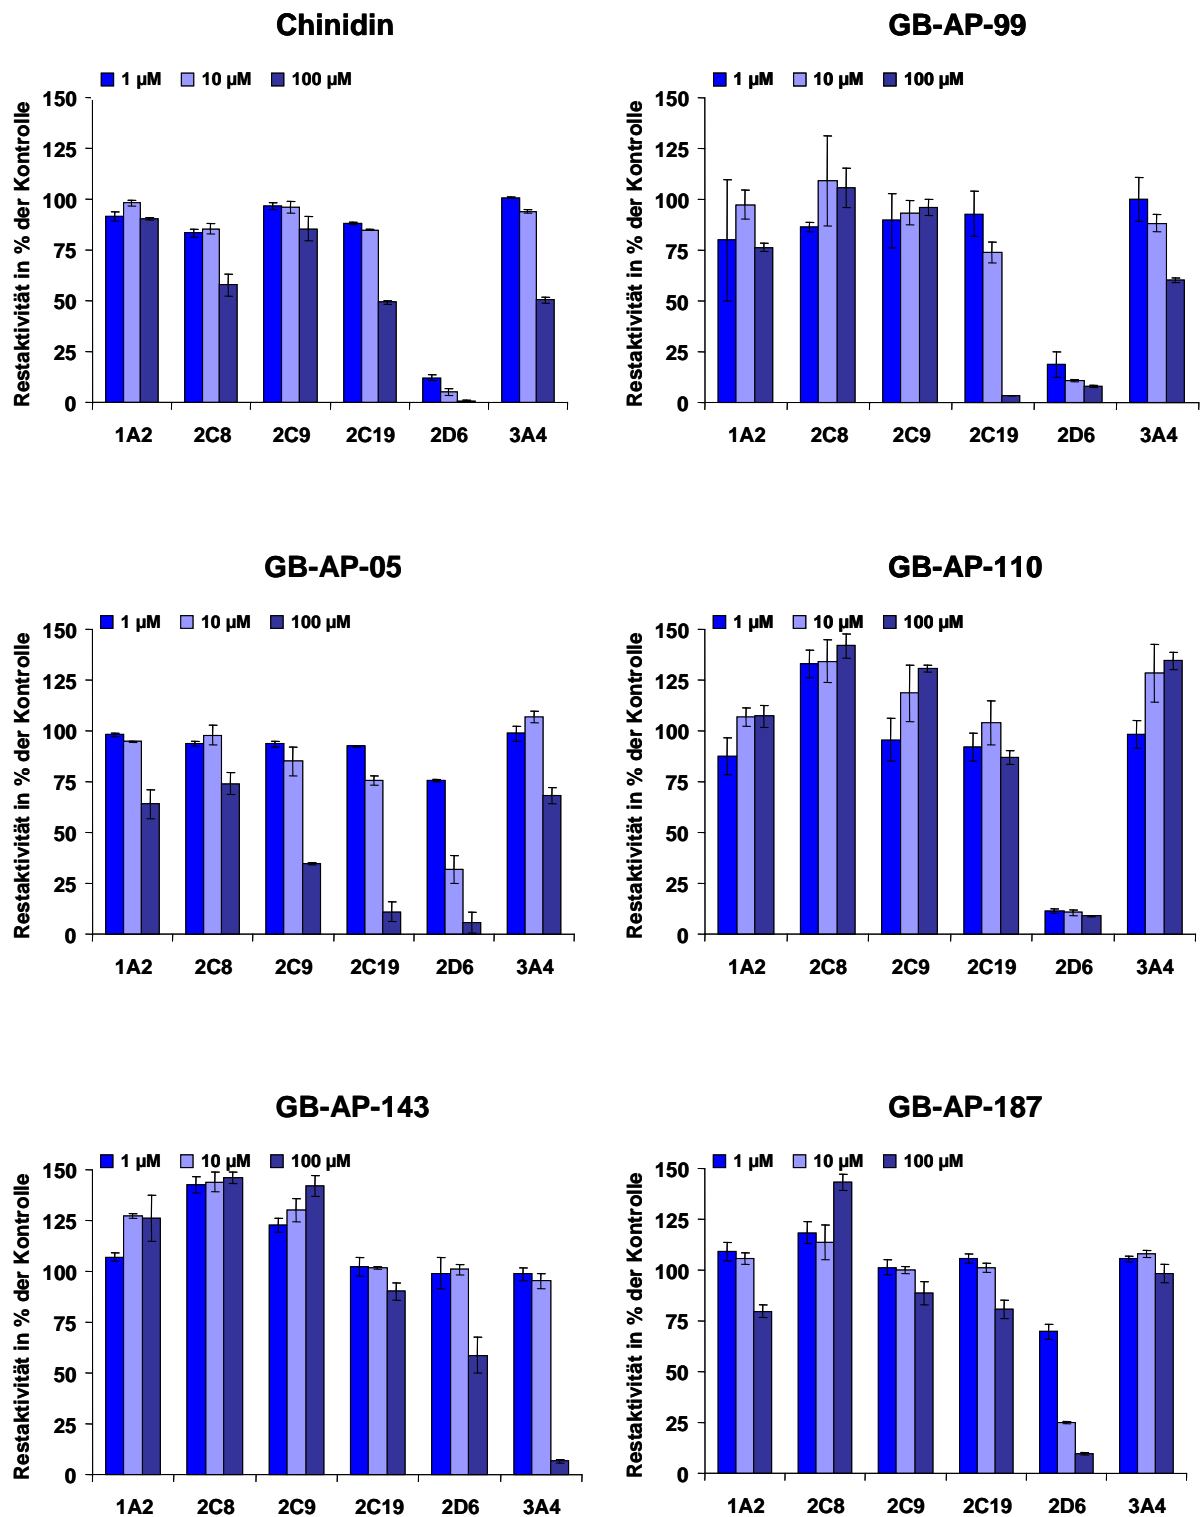 Chinidin
1 µM 10 µM 100 µM
Restaktivität in % der Kontrolle
150
125
100
75
50
25
0
1A2 2C8 2C9 2C19 2D6 3A4
GB-AP-99
1 µM 10 µM 100 µM
Restaktivität in % der Kontrolle
150
125
100
75
50
25
0
1A2 2C8 2C9 2C19 2D6 3A4
GB-AP-05
1 µM 10 µM 100 µM
Restaktivität in % der Kontrolle
150
125
100
75
50
25
0
1A2 2C8 2C9 2C19 2D6 3A4
GB-AP-110
1 µM 10 µM 100 µM
Restaktivität in % der Kontrolle
150
125
100
75
50
25
0
1A2 2C8 2C9 2C19 2D6 3A4
GB-AP-143
1 µM 10 µM 100 µM
Restaktivität in % der Kontrolle
150
125
100
75
50
25
0
1A2 2C8 2C9 2C19 2D6 3A4
GB-AP-187
1 µM 10 µM 100 µM
Restaktivität in % der Kontrolle
150
125
100
75
50
25
0
1A2 2C8 2C9 2C19 2D6 3A4